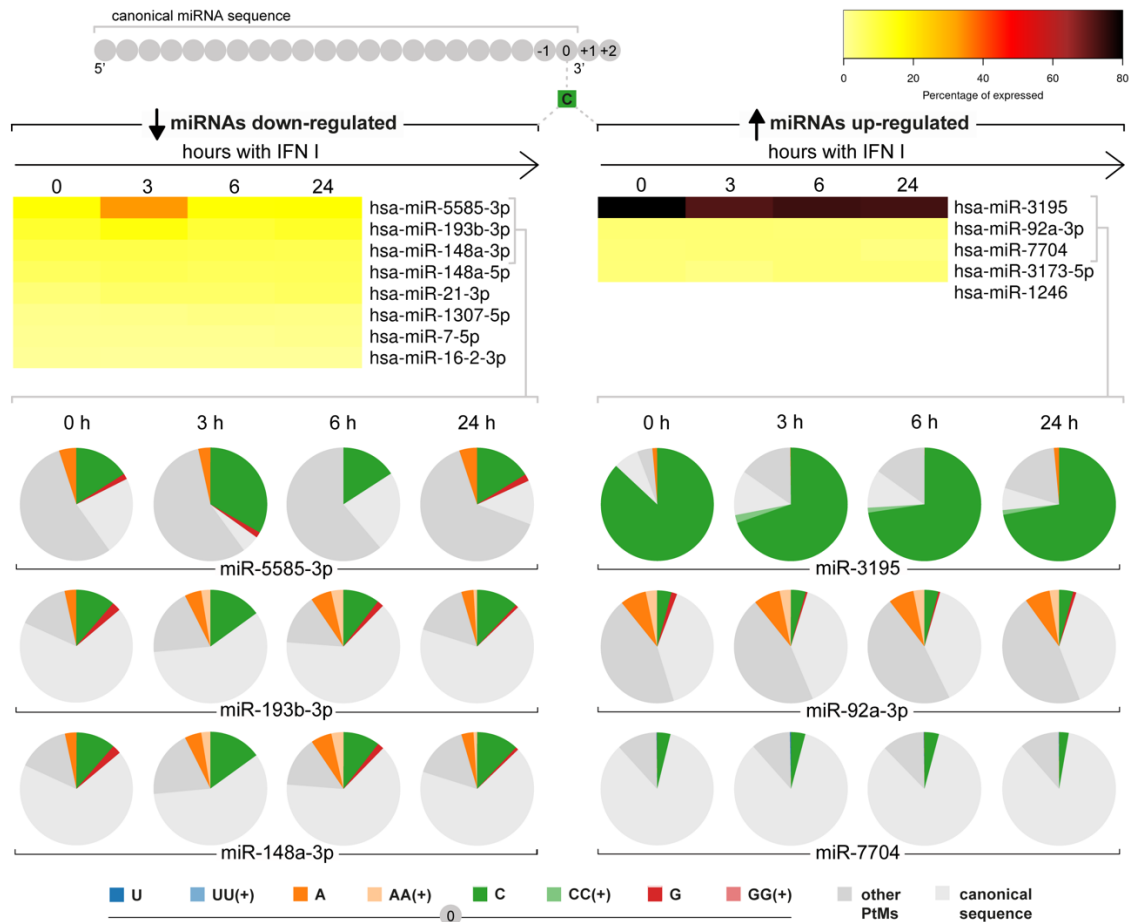 canonical miRNA sequence
-1 0 +1 +2
5’ 3’
C
0 20 40 60 80
Percentage of expressed
miRNAs down-regulated
hours with IFN I
0 3 6 24
hsa-miR-5585-3p
hsa-miR-193b-3p
hsa-miR-148a-3p
hsa-miR-148a-5p
hsa-miR-21-3p
hsa-miR-1307-5p
hsa-miR-7-5p
hsa-miR-16-2-3p
miRNAs up-regulated
hours with IFN I
0 3 6 24
hsa-miR-3195
hsa-miR-92a-3p
hsa-miR-7704
hsa-miR-3173-5p
hsa-miR-1246
0 h 3 h 6 h 24 h
miR-5585-3p
miR-193b-3p
miR-148a-3p
0 h 3 h 6 h 24 h
miR-3195
miR-92a-3p
miR-7704
U UU(+) A AA(+) C CC(+) G GG(+) other PtMs canonical sequence
0